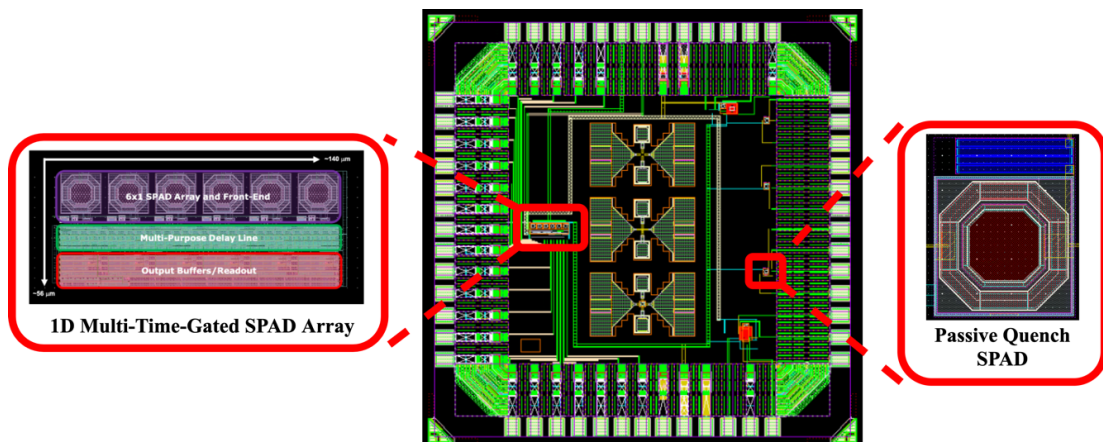 ~140 μm
6x1 SPAD Array and Front-End
Multi-Purpose Delay Line
Output Buffers/Readout
~56 μm
1D Multi-Time-Gated SPAD Array
Passive Quench
SPAD